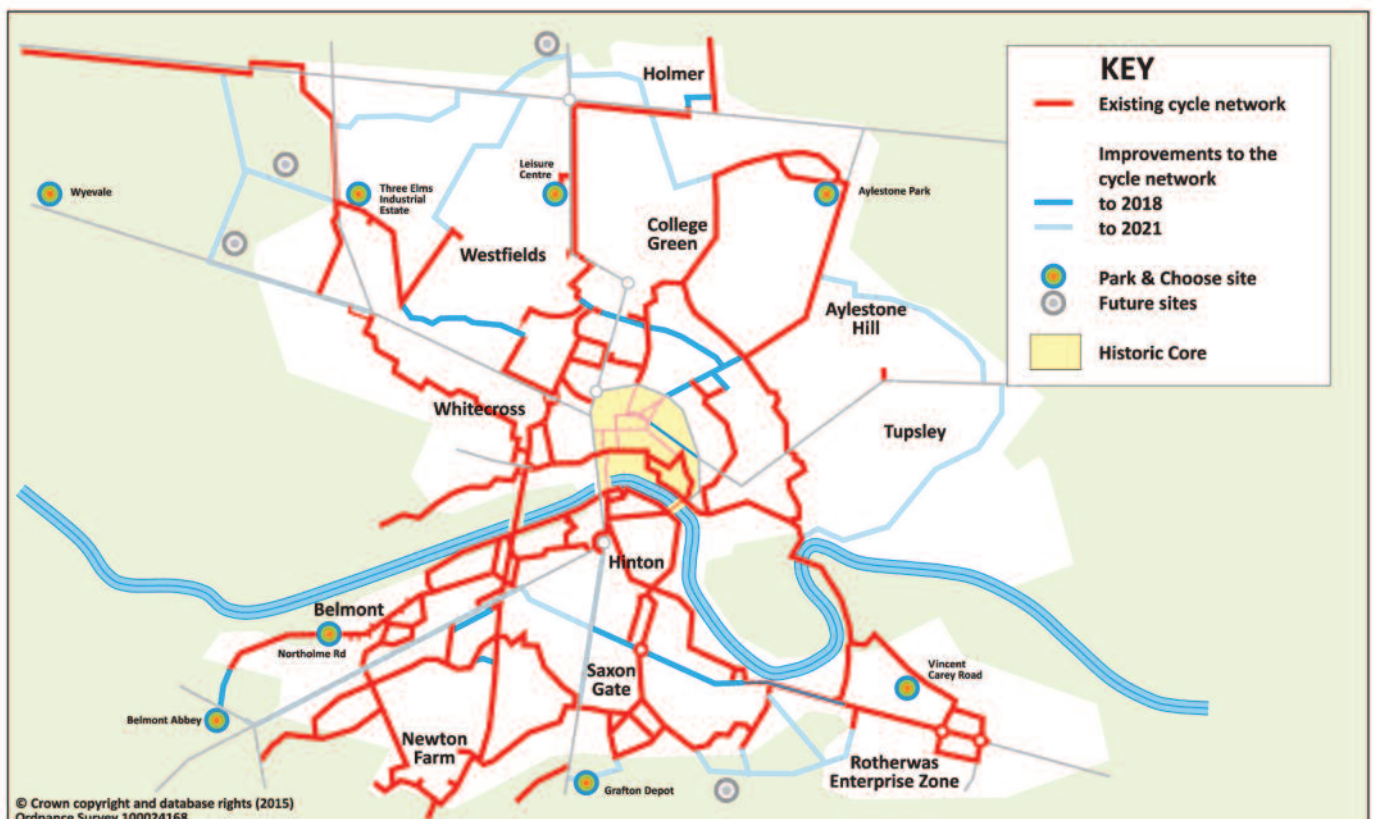 Holmer
KEY
Existing cycle network
Improvements to the
cycle network
to 2018
to 2021
Park & Choose site
Future sites
Historic Core
Wyevale
Three Elms
Industrial
Estate
Leisure
Centre
Aylestone Park
College
Green
Westfields
Aylestone
Hill
Whitecross
Tupsley
Hinton
Belmont
Northolme Rd
Saxon
Gate
Vincent
Carey Road
Belmont Abbey
Newton
Farm
Rotherwas
Enterprise Zone
Grafton Depot
© Crown copyright and database rights (2015)
Ordnance Survey 100024168